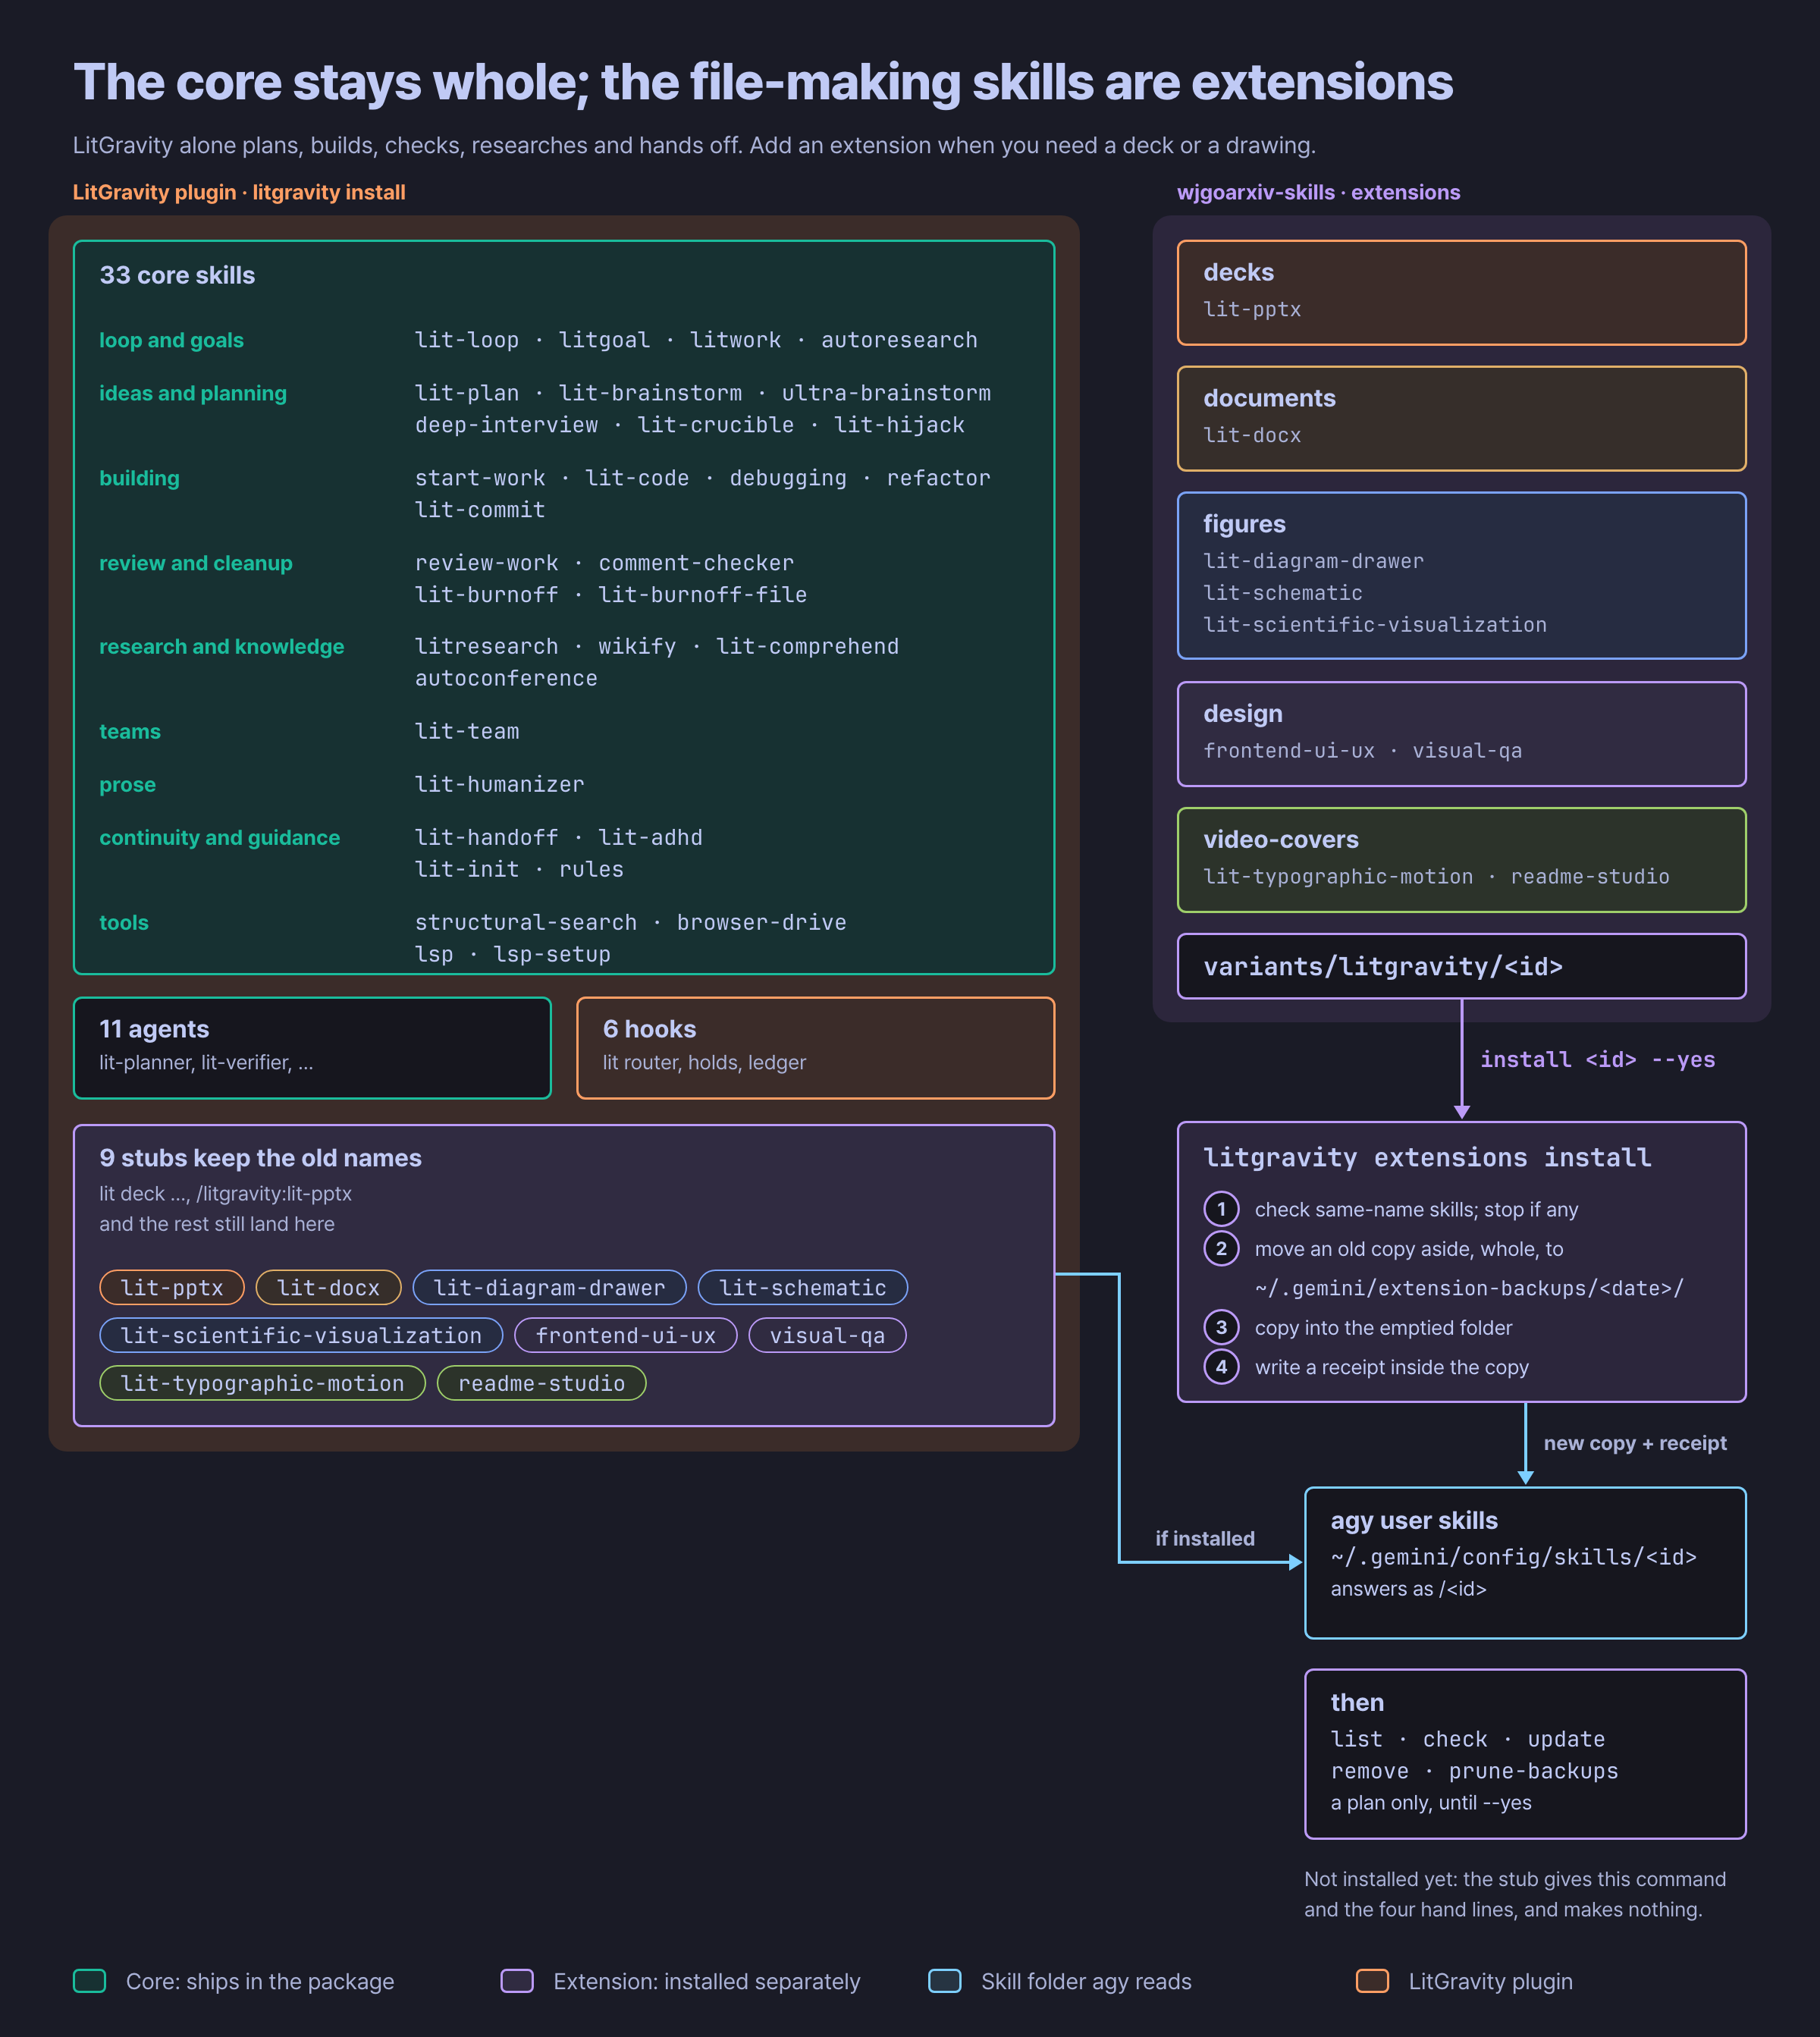 The core stays whole; the file-making skills are extensions
LitGravity alone plans, builds, checks, researches and hands off. Add an extension when you need a deck or a drawing.
LitGravity plugin · litgravity install
33 core skills
loop and goals
lit-loop · litgoal · litwork · autoresearch
ideas and planning
lit-plan · lit-brainstorm · ultra-brainstorm
deep-interview · lit-crucible · lit-hijack
building
start-work · lit-code · debugging · refactor
lit-commit
review and cleanup
review-work · comment-checker
lit-burnoff · lit-burnoff-file
research and knowledge
litresearch · wikify · lit-comprehend
autoconference
teams
lit-team
prose
lit-humanizer
continuity and guidance
lit-handoff · lit-adhd
lit-init · rules
tools
structural-search · browser-drive
lsp · lsp-setup
11 agents
lit-planner, lit-verifier, ...
6 hooks
lit router, holds, ledger
9 stubs keep the old names
lit deck ..., /litgravity:lit-pptx
and the rest still land here
lit-pptx
lit-docx
lit-diagram-drawer
lit-schematic
lit-scientific-visualization
frontend-ui-ux
visual-qa
lit-typographic-motion
readme-studio
wjgoarxiv-skills · extensions
decks
lit-pptx
documents
lit-docx
figures
lit-diagram-drawer
lit-schematic
lit-scientific-visualization
design
frontend-ui-ux · visual-qa
video-covers
lit-typographic-motion · readme-studio
variants/litgravity/<id>
install <id> --yes
litgravity extensions install
1 check same-name skills; stop if any
2 move an old copy aside, whole, to
~/.gemini/extension-backups/<date>/
3 copy into the emptied folder
4 write a receipt inside the copy
new copy + receipt
if installed
agy user skills
~/.gemini/config/skills/<id>
answers as /<id>
then
list · check · update
remove · prune-backups
a plan only, until --yes
Not installed yet: the stub gives this command
and the four hand lines, and makes nothing.
Core: ships in the package
Extension: installed separately
Skill folder agy reads
LitGravity plugin